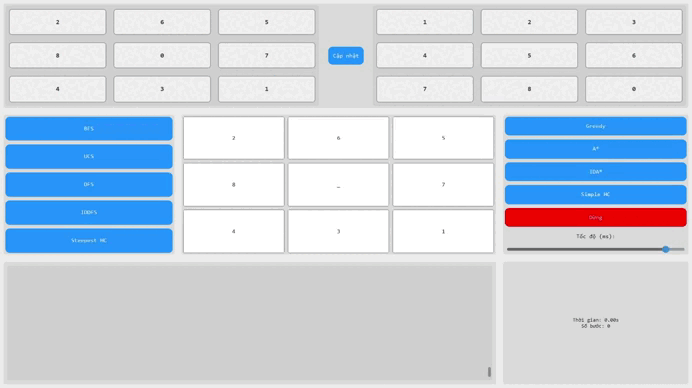 2 6 5 1 2 3
8 0 7 Cập nhật 4 5 6
4 3 1 7 8 0
BFS
UCS
DFS
IDDFS
Steepest HC
2 6 5
8 _ 7
4 3 1
Greedy
A*
IDA*
Simple HC
Dừng
Tốc độ (ms):
Thời gian: 0.00s
Số bước: 0